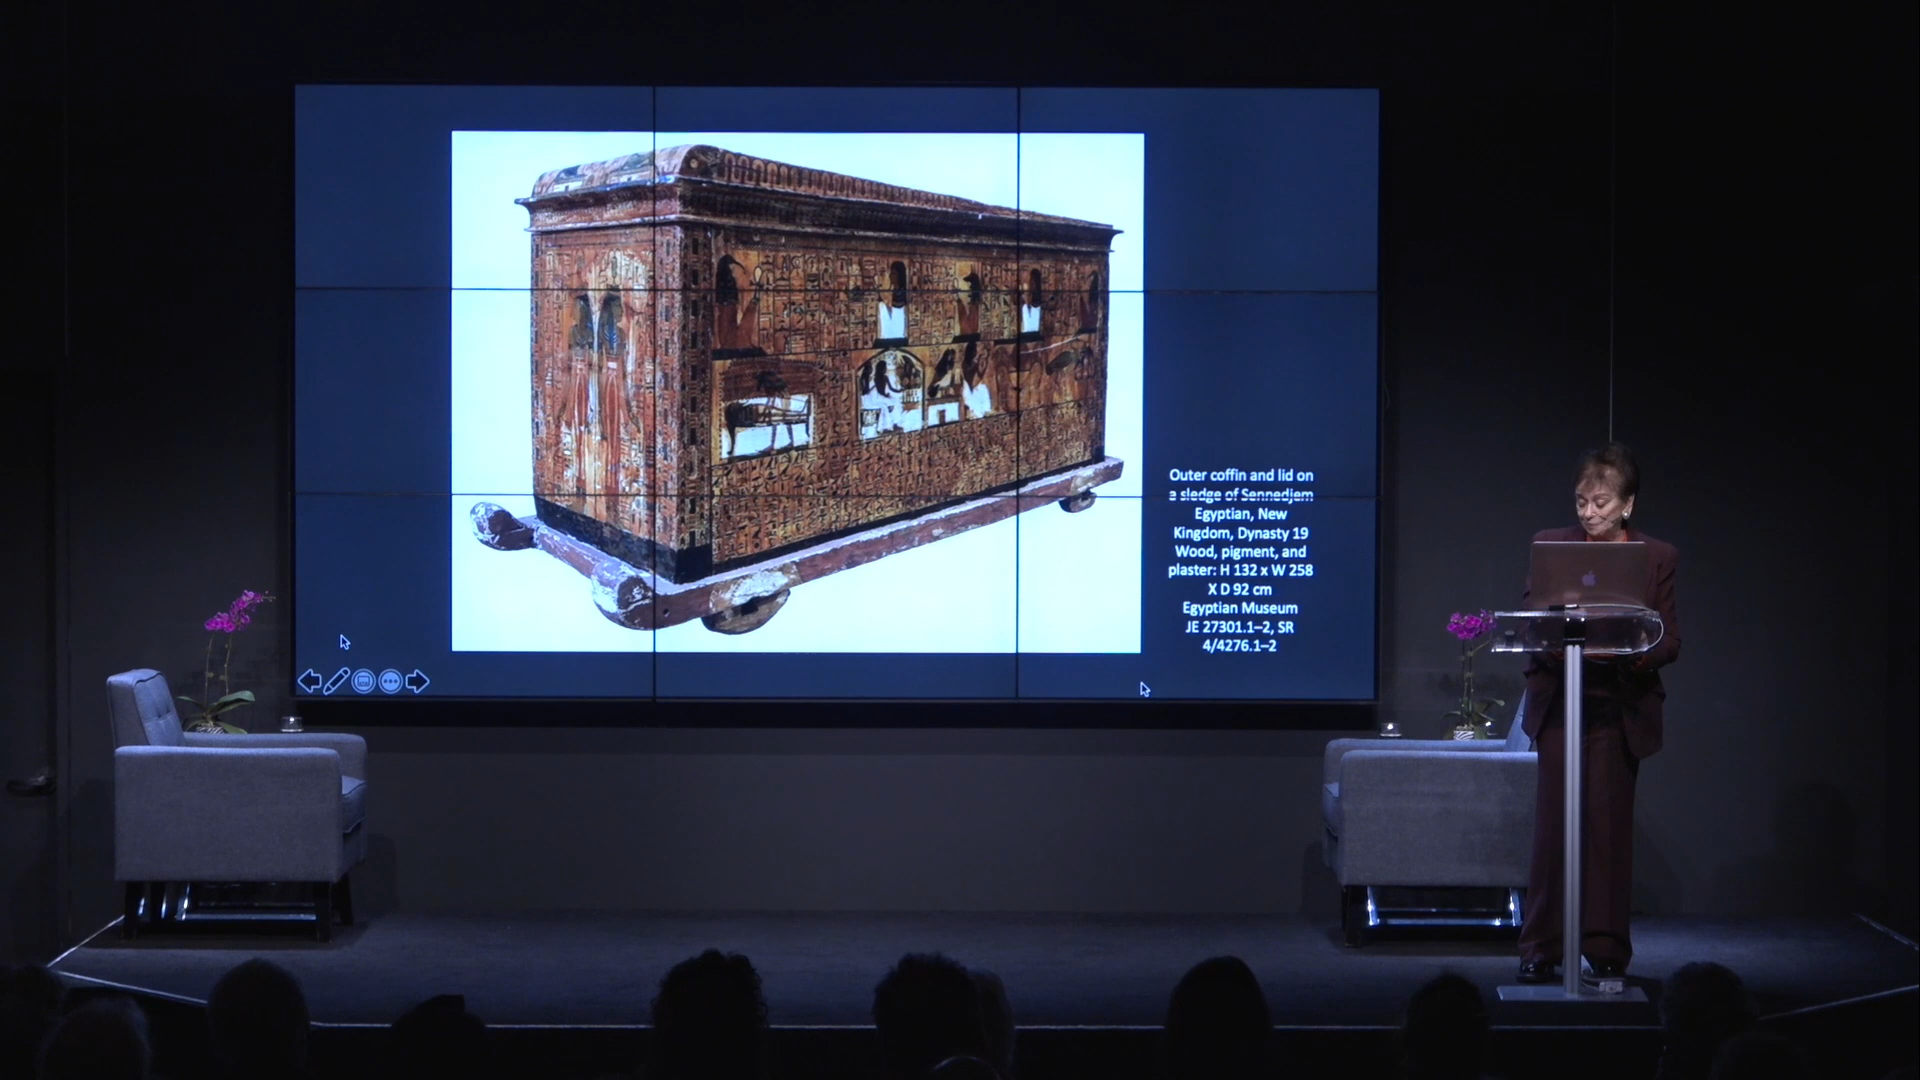 Outer coffin and lid on
a sledge of Sennedjem
Egyptian, New
Kingdom, Dynasty 19
Wood, pigment, and
plaster: H 132 x W 258
X D 92 cm
Egyptian Museum
JE 27301.1–2, SR
4/4276.1–2